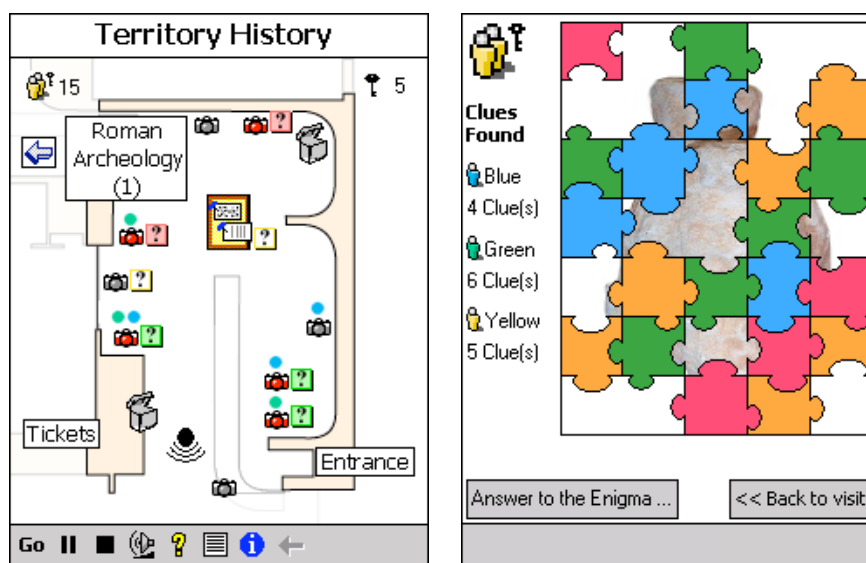 Territory History
15
5
Roman
Archeology
(1)
?
?
?
?
?
?
?
Tickets
Entrance
Go
?
i
Clues
Found
Blue
4 Clue(s)
Green
6 Clue(s)
Yellow
5 Clue(s)
Answer to the Enigma ...
<< Back to visit